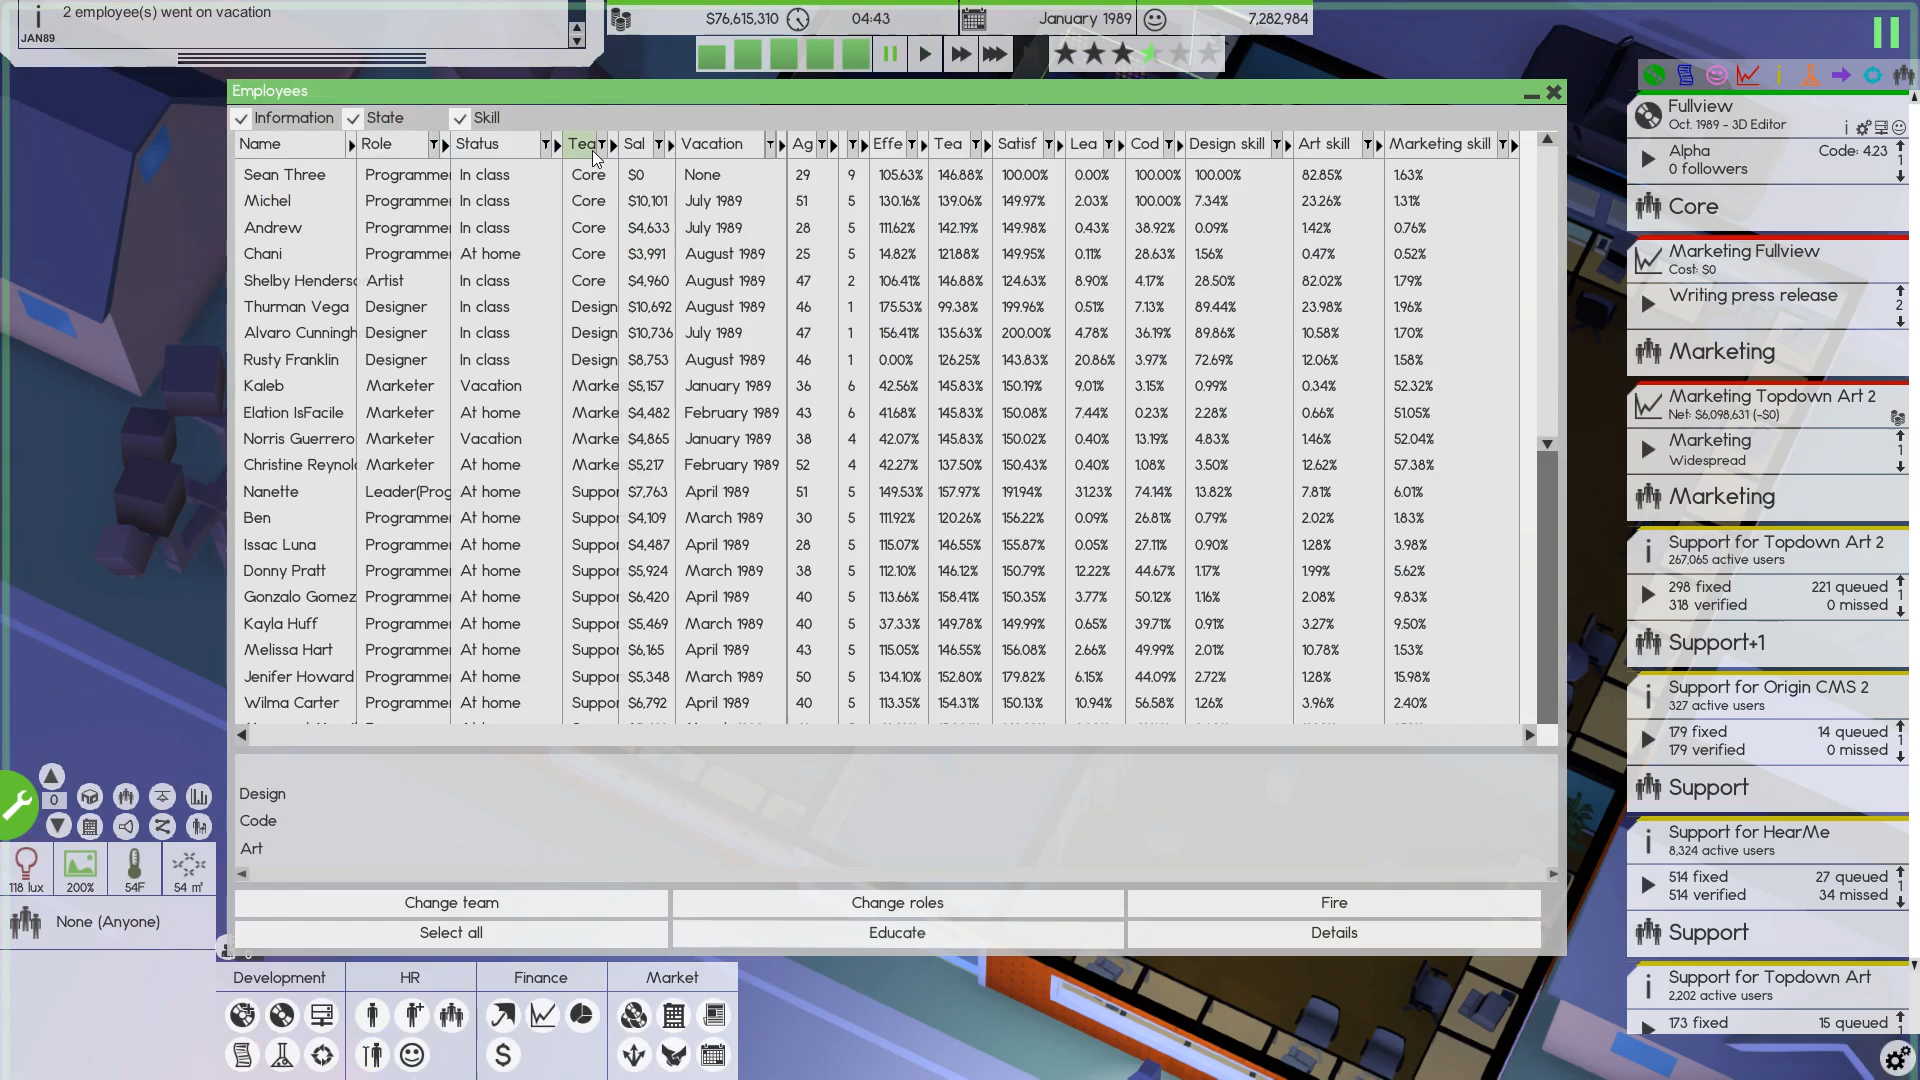 2 employee(s) went on vacation
JAN89
$76,615,310
04:43
January 1989
7,282,984
Employees
Information
State
Skill
Name
Role
Status
Tea
Sal
Vacation
Ag
Effe
Tea
Satisf
Lea
Cod
Design skill
Art skill
Marketing skill
Sean Three Programme In class Core $0 None 29 9 105.63% 146.88% 100.00% 0.00% 100.00% 100.00% 82.85% 1.63%
Michel Programme In class Core $10,101 July 1989 51 5 130.16% 139.06% 149.97% 2.03% 100.00% 7.34% 23.26% 1.31%
Andrew Programme In class Core $4,633 July 1989 28 5 111.62% 142.19% 149.98% 0.43% 38.92% 0.09% 1.42% 0.76%
Chani Programme At home Core $3,991 August 1989 25 5 14.82% 121.88% 149.95% 0.11% 28.63% 1.56% 0.47% 0.52%
Shelby Henderso Artist In class Core $4,960 August 1989 47 2 106.41% 146.88% 124.63% 8.90% 4.17% 28.50% 82.02% 1.79%
Thurman Vega Designer In class Design $10,692 August 1989 46 1 175.53% 99.38% 199.96% 0.51% 7.13% 89.44% 23.98% 1.96%
Alvaro Cunningh Designer In class Design $10,736 July 1989 47 1 156.41% 135.63% 200.00% 4.78% 36.19% 89.86% 10.58% 1.70%
Rusty Franklin Designer In class Design $8,753 August 1989 46 1 0.00% 126.25% 143.83% 20.86% 3.97% 72.69% 12.06% 1.58%
Kaleb Marketer Vacation Marke $5,157 January 1989 36 6 42.56% 145.83% 150.19% 9.01% 3.15% 0.99% 0.34% 52.32%
Elation IsFacile Marketer At home Marke $4,482 February 1989 43 6 41.68% 145.83% 150.08% 7.44% 0.23% 2.28% 0.66% 51.05%
Norris Guerrero Marketer Vacation Marke $4,865 January 1989 38 4 42.07% 145.83% 150.02% 0.40% 13.19% 4.83% 1.46% 52.04%
Christine Reynol Marketer At home Marke $5,217 February 1989 52 4 42.27% 137.50% 150.43% 0.40% 1.08% 3.50% 12.62% 57.38%
Nanette Leader(Prog At home Suppor $7,763 April 1989 51 5 149.53% 157.97% 191.94% 31.23% 74.14% 13.82% 7.81% 6.01%
Ben Programme At home Suppor $4,109 March 1989 30 5 111.92% 120.26% 156.22% 0.09% 26.81% 0.79% 2.02% 1.83%
Issac Luna Programme At home Suppor $4,487 April 1989 28 5 115.07% 146.55% 155.87% 0.05% 27.11% 0.90% 1.28% 3.98%
Donny Pratt Programme At home Suppor $5,924 March 1989 38 5 112.10% 146.12% 150.79% 12.22% 44.67% 1.17% 1.99% 5.62%
Gonzalo Gomez Programme At home Suppor $6,420 April 1989 40 5 113.66% 158.41% 150.35% 3.77% 50.12% 1.16% 2.08% 9.83%
Kayla Huff Programme At home Suppor $5,469 March 1989 40 5 37.33% 149.78% 149.99% 0.65% 39.71% 0.91% 3.27% 9.50%
Melissa Hart Programme At home Suppor $6,165 April 1989 43 5 115.05% 146.55% 156.08% 2.66% 49.99% 2.01% 10.78% 1.53%
Jenifer Howard Programme At home Suppor $5,348 March 1989 50 5 134.10% 152.80% 179.82% 6.15% 44.09% 2.72% 1.28% 15.98%
Wilma Carter Programme At home Suppor $6,792 April 1989 40 5 113.35% 154.31% 150.13% 10.94% 56.58% 1.26% 3.96% 2.40%
Design
Code
Art
Change team
Change roles
Fire
Select all
Educate
Details
Fullview
Oct. 1989 - 3D Editor
Alpha Code: 4.23
0 followers 1
Core
Marketing Fullview
Cost: $0
Writing press release 2
Marketing
Marketing Topdown Art 2
Net: $6,098,631 (-$0)
Marketing 1
Widespread
Marketing
Support for Topdown Art 2
267,065 active users
298 fixed 221 queued
318 verified 0 missed 1
Support+1
Support for Origin CMS 2
327 active users
179 fixed 14 queued
179 verified 0 missed 1
Support
Support for HearMe
8,324 active users
514 fixed 27 queued
514 verified 34 missed 1
Support
Support for Topdown Art
2,202 active users
173 fixed 15 queued
0
118 lux
200%
54F
54 m²
None (Anyone)
Development
HR
Finance
Market